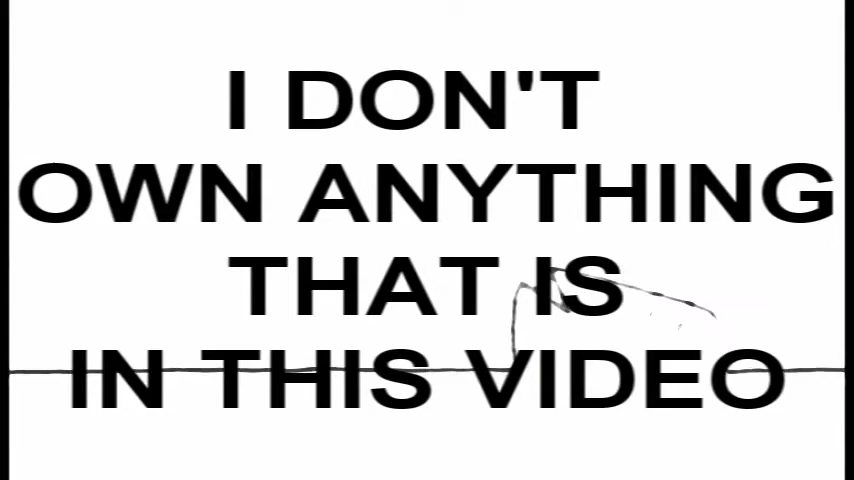 I DON'T
OWN ANYTHING
THAT IS
IN THIS VIDEO